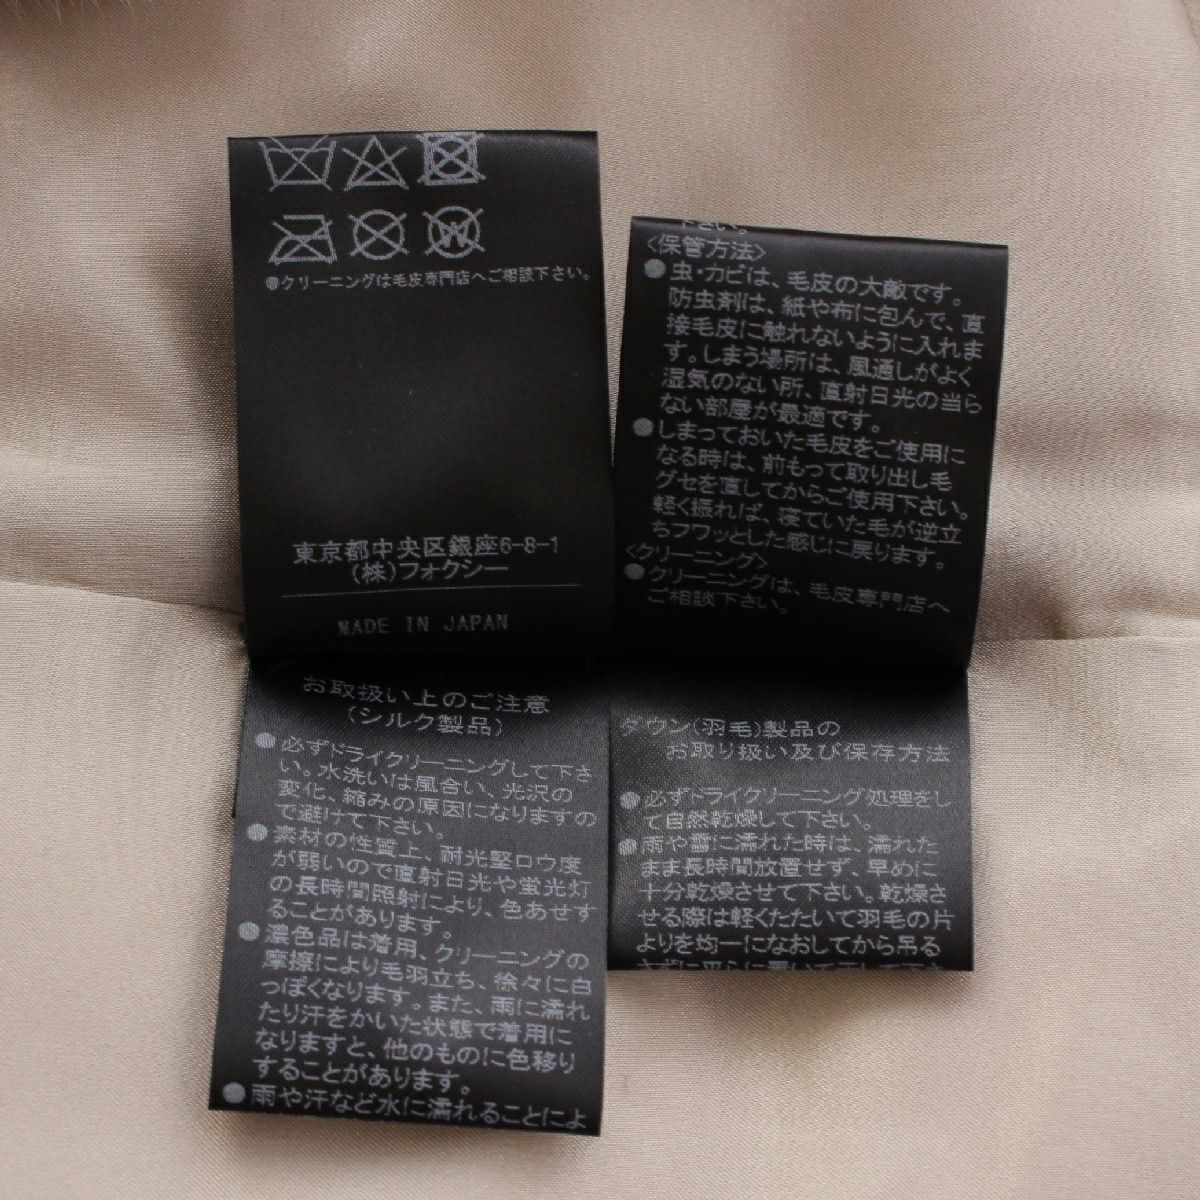 ●クリーニングは毛皮専門店へご相談下さい。
東京都中央区銀座6-8-1
(株)フォクシー
MADE IN JAPAN
下さい。
〈保管方法〉
●虫・カビは、毛皮の大敵です。
防虫剤は、紙や布に包んで、直
接毛皮に触れないように入れま
す。しまう場所は、風通しがよく
湿気のない所、直射日光の当ら
ない部屋が最適です。
●しまっておいた毛皮をご使用に
なる時は、前もって取り出し毛
グセを直してからご使用下さい。
軽く振れば、寝ていた毛が逆立
ちフワッとした感じに戻ります。
〈クリーニング〉
●クリーニングは、毛皮専門店へ
ご相談下さい。
お取扱い上のご注意
(シルク製品)
●必ずドライクリーニングして下さ
い。水洗いは風合い、光沢の
変化、縮みの原因になりますの
で避けて下さい。
●素材の性質上、耐光堅ロウ度
が弱いので直射日光や蛍光灯
の長時間照射により、色あせす
ることがあります。
●濃色品は着用、クリーニングの
摩擦により毛羽立ち、徐々に白
っぽくなります。また、雨に濡れ
たり汗をかいた状態で着用に
なりますと、他のものに色移り
することがあります。
●雨や汗など水に濡れることによ
ダウン(羽毛)製品の
お取り扱い及び保存方法
●必ずドライクリーニング処理をし
て自然乾燥して下さい。
●雨や雪に濡れた時は、濡れた
まま長時間放置せず、早めに
十分乾燥させて下さい。乾燥さ
せる際は軽くたたいて羽毛の片
よりを均一になおしてから吊る
さずに平らに置いて干して下さ